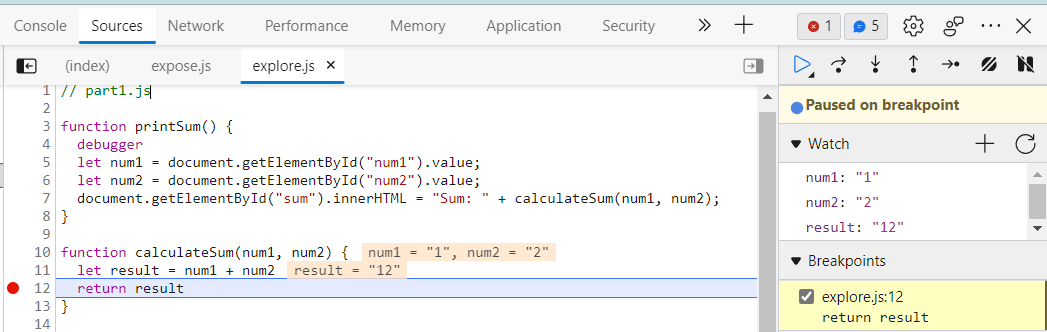 Console Sources Network Performance Memory Application Security 1 5
(index) expose.js explore.js
1 // part1.js
2
3 function printSum() {
4 debugger
5 let num1 = document.getElementById("num1").value;
6 let num2 = document.getElementById("num2").value;
7 document.getElementById("sum").innerHTML = "Sum: " + calculateSum(num1, num2);
8 }
9
10 function calculateSum(num1, num2) { num1 = "1", num2 = "2"
11 let result = num1 + num2 result = "12"
12 return result
13 }
14
Paused on breakpoint
Watch
num1: "1"
num2: "2"
result: "12"
Breakpoints
explore.js:12
return result